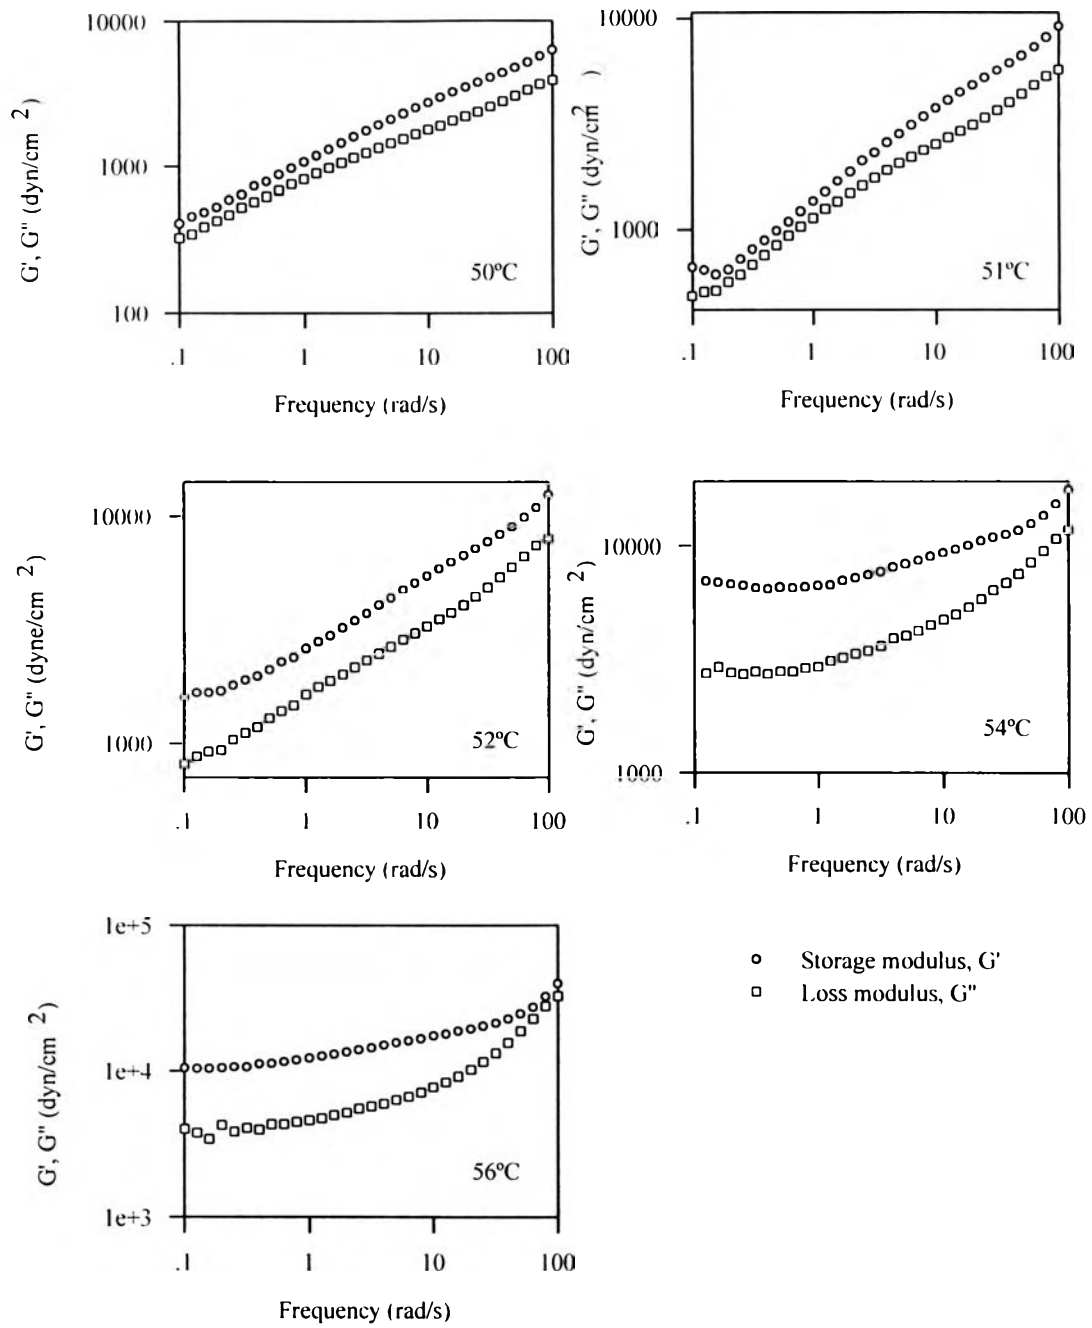 10000
1000
100
G', G" (dyn/cm 2)
50ºC
.1 1 10 100
Frequency (rad/s)
10000
1000
G', G" (dyn/cm2 )
51ºC
.1 1 10 100
Frequency (rad/s)
10000
1000
G', G" (dyne/cm 2)
52ºC
.1 1 10 100
Frequency (rad/s)
10000
1000
G', G" (dyn/cm 2)
54ºC
.1 1 10 100
Frequency (rad/s)
1e+5
1e+4
1e+3
G', G" (dyn/cm 2)
56ºC
.1 1 10 100
Frequency (rad/s)
Storage modulus, G'
Loss modulus, G"